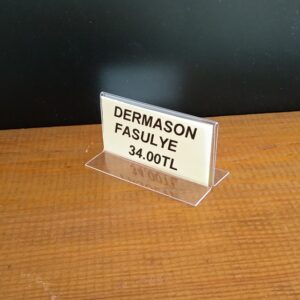 DERMASON
FASULYE
34.00TL